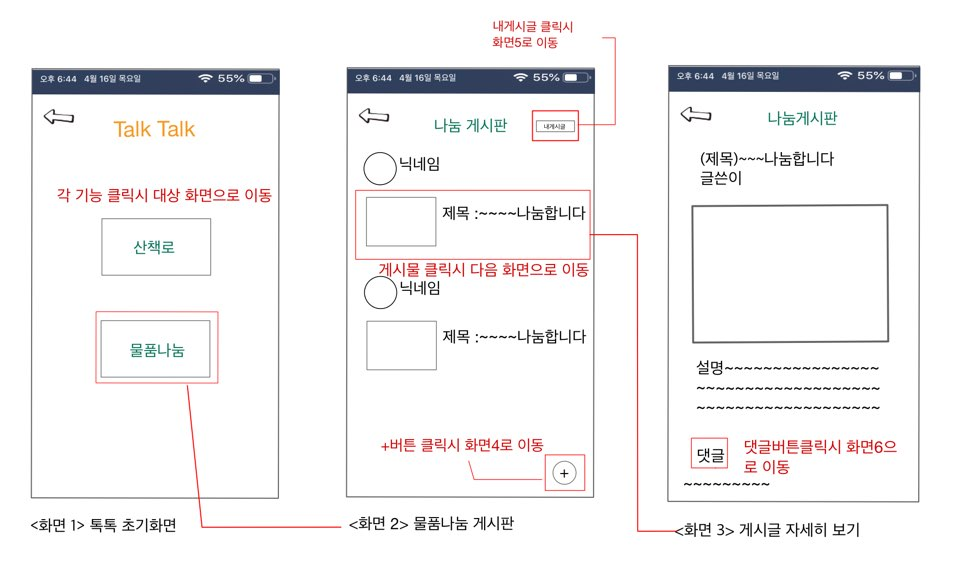 내게시글 클릭시
화면5로 이동
오후 6:44 4월 16일 목요일 55%
Talk Talk
각 기능 클릭시 대상 화면으로 이동
산책로
물품나눔
<화면 1> 톡톡 초기화면
오후 6:44 4월 16일 목요일 55%
나눔 게시판
내게시글
닉네임
제목 :~~~~나눔합니다
게시물 클릭시 다음 화면으로 이동
닉네임
제목 :~~~~나눔합니다
+버튼 클릭시 화면4로 이동
+
<화면 2> 물품나눔 게시판
오후 6:44 4월 16일 목요일 55%
나눔게시판
(제목)~~~나눔합니다
글쓴이
설명~~~~~~~~~~~~~~~~
~~~~~~~~~~~~~~~~~~~
~~~~~~~~~~~~~~~~~~~
댓글
댓글버튼클릭시 화면6으
로 이동
~~~~~~~~~
<화면 3> 게시글 자세히 보기